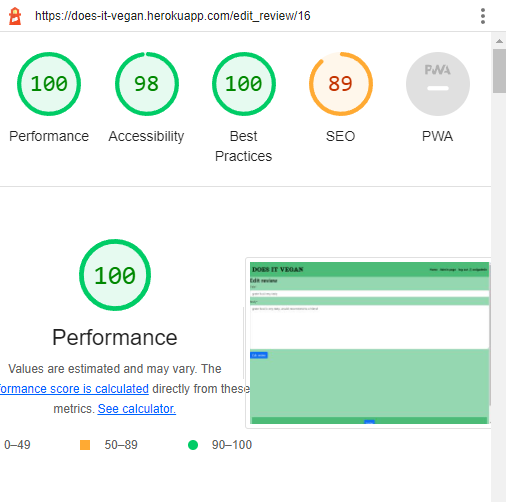 https://does-it-vegan.herokuapp.com/edit_review/16
100
98
100
89
PWA
Performance
Accessibility
Best
Practices
SEO
PWA
100
Performance
Values are estimated and may vary. The
formance score is calculated directly from these
metrics. See calculator.
0–49
50–89
90–100
DOES IT VEGAN
Edit review